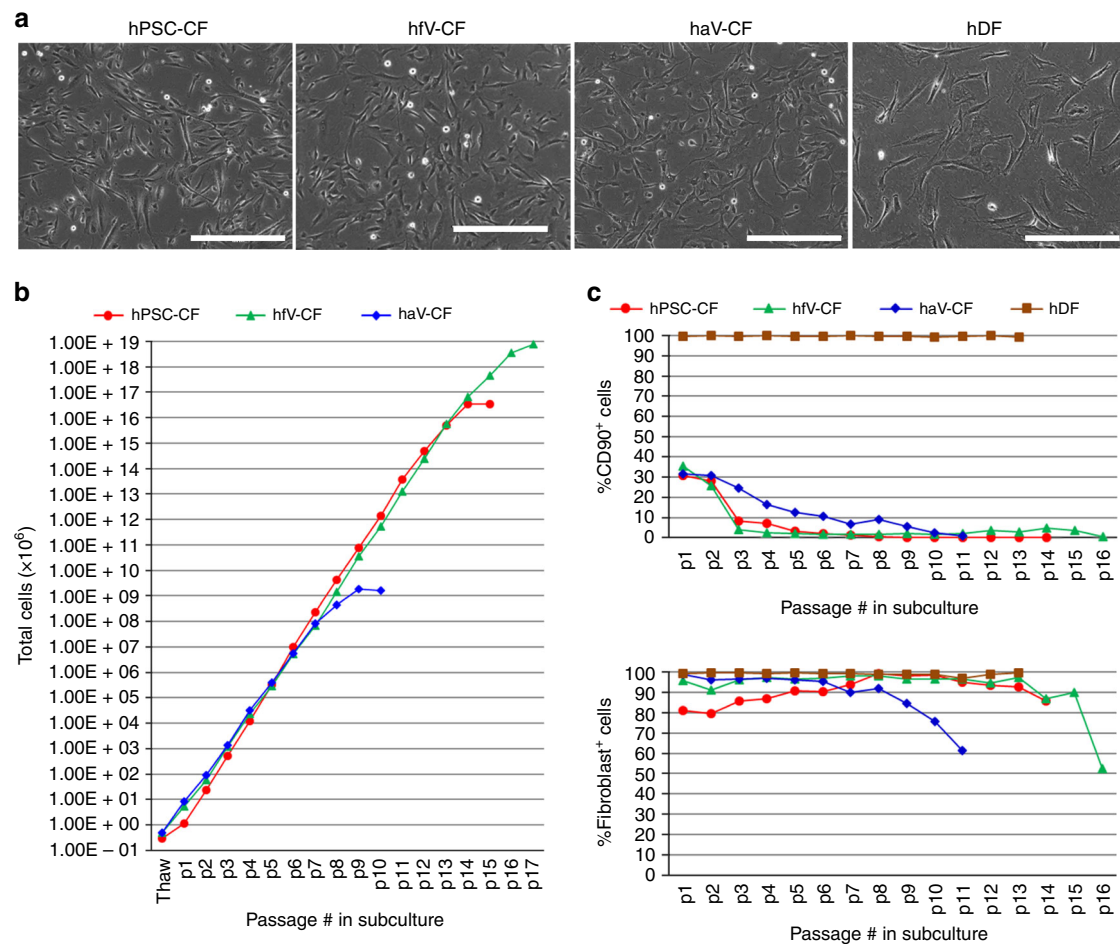 a
hPSC-CF hfV-CF haV-CF hDF
b
hPSC-CF hfV-CF haV-CF
1.00E + 19
1.00E + 18
1.00E + 17
1.00E + 16
1.00E + 15
1.00E + 14
1.00E + 13
1.00E + 12
1.00E + 11
1.00E + 10
1.00E + 09
1.00E + 08
1.00E + 07
1.00E + 06
1.00E + 05
1.00E + 04
1.00E + 03
1.00E + 02
1.00E + 01
1.00E + 00
1.00E – 01
Total cells (×10⁶)
Thaw p1 p2 p3 p4 p5 p6 p7 p8 p9 p10 p11 p12 p13 p14 p15 p16 p17
Passage # in subculture
c
hPSC-CF hfV-CF haV-CF hDF
100
90
80
70
60
50
40
30
20
10
0
%CD90⁺ cells
p1 p2 p3 p4 p5 p6 p7 p8 p9 p10 p11 p12 p13 p14 p15 p16
Passage # in subculture
100
90
80
70
60
50
40
30
20
10
0
%Fibroblast⁺ cells
p1 p2 p3 p4 p5 p6 p7 p8 p9 p10 p11 p12 p13 p14 p15 p16
Passage # in subculture